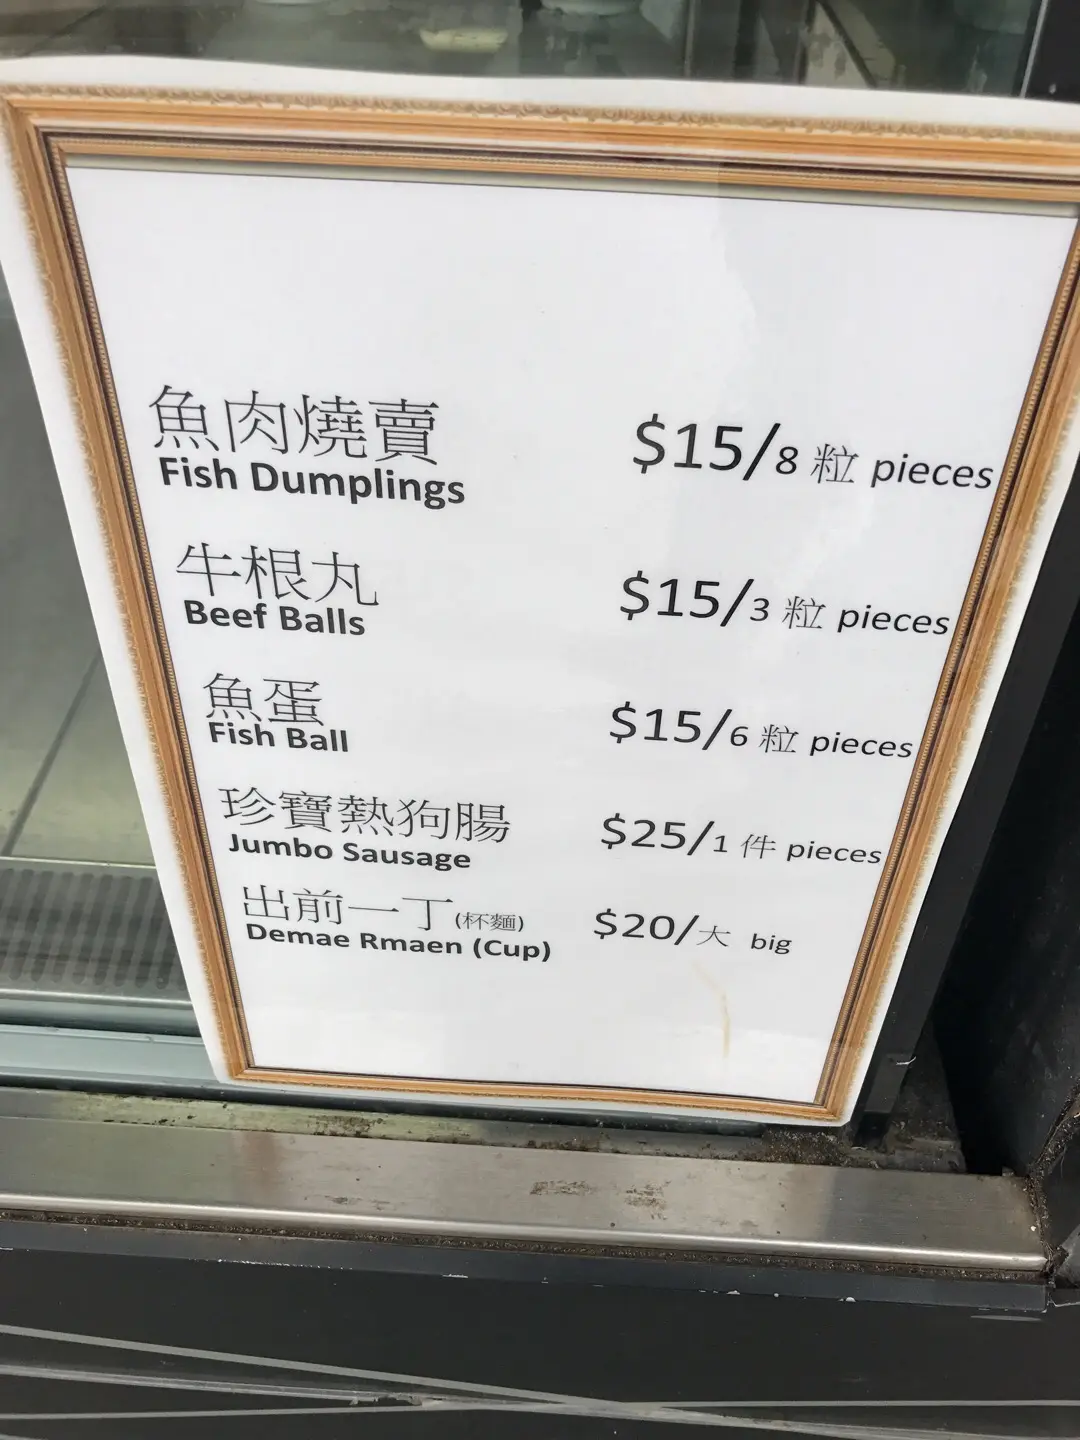 魚肉燒賣 $15/8 粒 pieces
Fish Dumplings
牛根丸 $15/3 粒 pieces
Beef Balls
魚蛋 $15/6 粒 pieces
Fish Ball
珍寶熱狗腸 $25/1 件 pieces
Jumbo Sausage
出前一丁(杯麵) $20/大 big
Demae Rmaen (Cup)